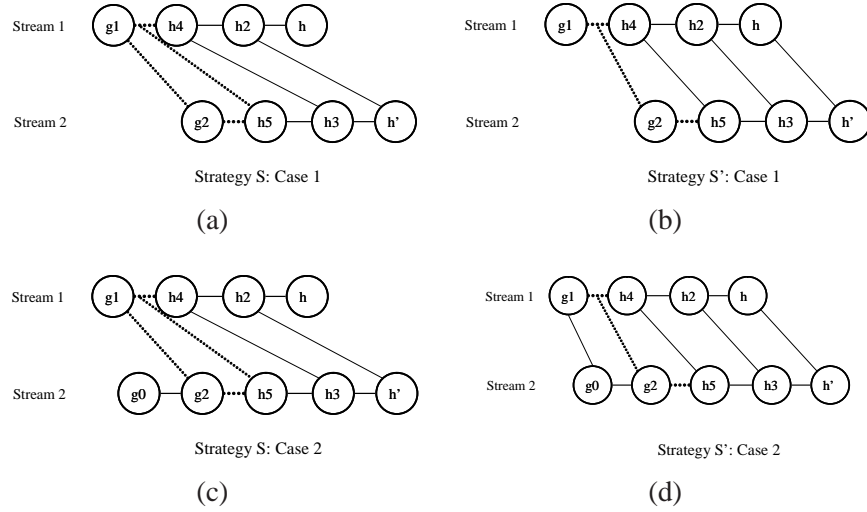 Stream 1
g1 h4 h2 h
Stream 2
g2 h5 h3 h'
Strategy S: Case 1
(a)
Stream 1
g1 h4 h2 h
Stream 2
g2 h5 h3 h'
Strategy S': Case 1
(b)
Stream 1
g1 h4 h2 h
Stream 2
g0 g2 h5 h3 h'
Strategy S: Case 2
(c)
Stream 1
g1 h4 h2 h
Stream 2
g0 g2 h5 h3 h'
Strategy S': Case 2
(d)